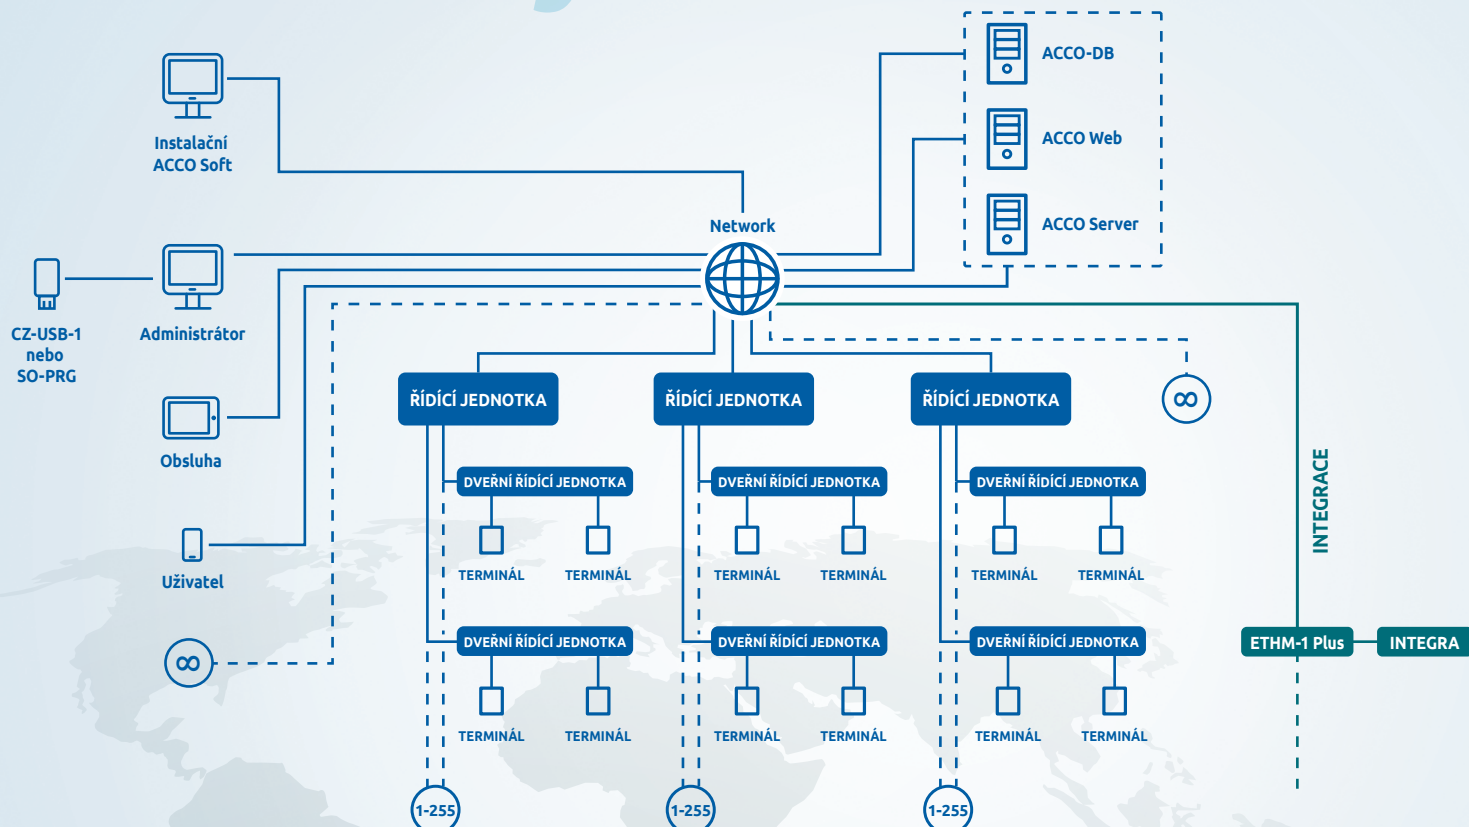 ACCO-DB
Instalační
ACCO Soft
ACCO Web
Network
ACCO Server
CZ-USB-1
nebo
SO-PRG
Administrátor
ŘÍDÍCÍ JEDNOTKA
ŘÍDÍCÍ JEDNOTKA
ŘÍDÍCÍ JEDNOTKA
∞
Obsluha
DVEŘNÍ ŘÍDÍCÍ JEDNOTKA
DVEŘNÍ ŘÍDÍCÍ JEDNOTKA
DVEŘNÍ ŘÍDÍCÍ JEDNOTKA
INTEGRACE
Uživatel
TERMINÁL
TERMINÁL
TERMINÁL
TERMINÁL
TERMINÁL
TERMINÁL
∞
DVEŘNÍ ŘÍDÍCÍ JEDNOTKA
DVEŘNÍ ŘÍDÍCÍ JEDNOTKA
DVEŘNÍ ŘÍDÍCÍ JEDNOTKA
ETHM-1 Plus
INTEGRA
TERMINÁL
TERMINÁL
TERMINÁL
TERMINÁL
TERMINÁL
TERMINÁL
1-255
1-255
1-255